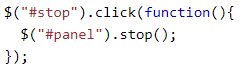 $("#stop").click(function(){
  $("#panel").stop();
});